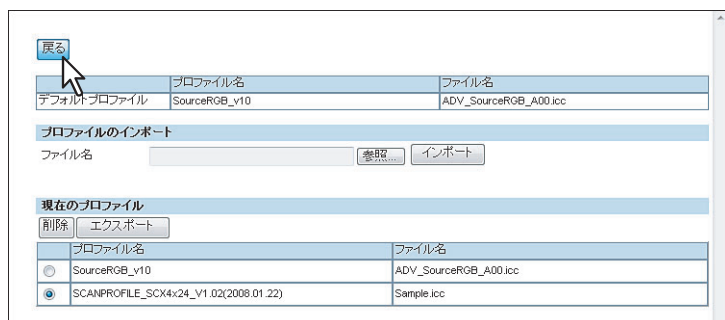 戻る
プロファイル名 ファイル名
デフォルトプロファイル SourceRGB_v10 ADV_SourceRGB_A00.icc
プロファイルのインポート
ファイル名 参照... インポート
現在のプロファイル
削除 エクスポート
プロファイル名 ファイル名
SourceRGB_v10 ADV_SourceRGB_A00.icc
SCANPROFILE_SCX4x24_V1.02(2008.01.22) Sample.icc